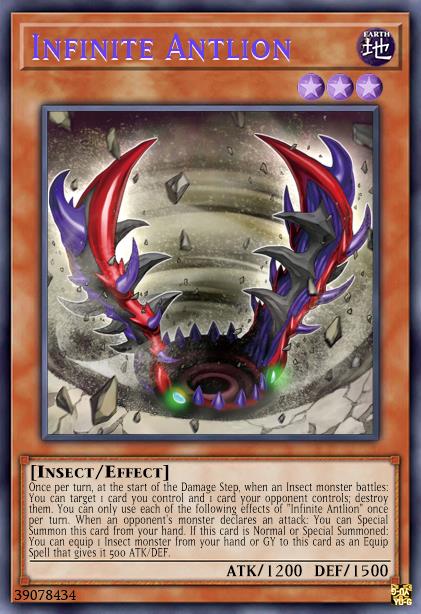 Infinite Antlion
EARTH
地
[Insect/Effect]
Once per turn, at the start of the Damage Step, when an Insect monster battles:
You can target 1 card you control and 1 card your opponent controls; destroy
them. You can only use each of the following effects of "Infinite Antlion" once
per turn. When an opponent's monster declares an attack: You can Special
Summon this card from your hand. If this card is Normal or Special Summoned:
You can equip 1 Insect monster from your hand or GY to this card as an Equip
Spell that gives it 500 ATK/DEF.
ATK/1200 DEF/1500
39078434